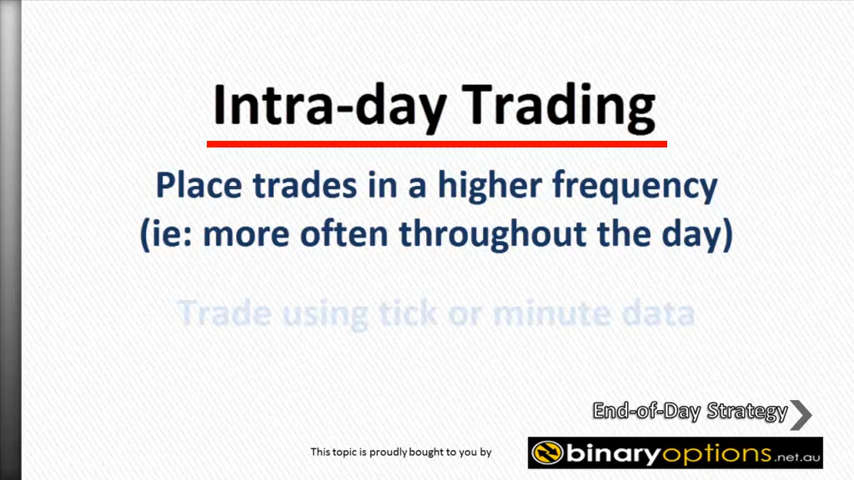 Intra-day Trading
Place trades in a higher frequency
(ie: more often throughout the day)
Trade using tick or minute data
End-of-Day Strategy
This topic is proudly bought to you by
binaryoptions.net.au